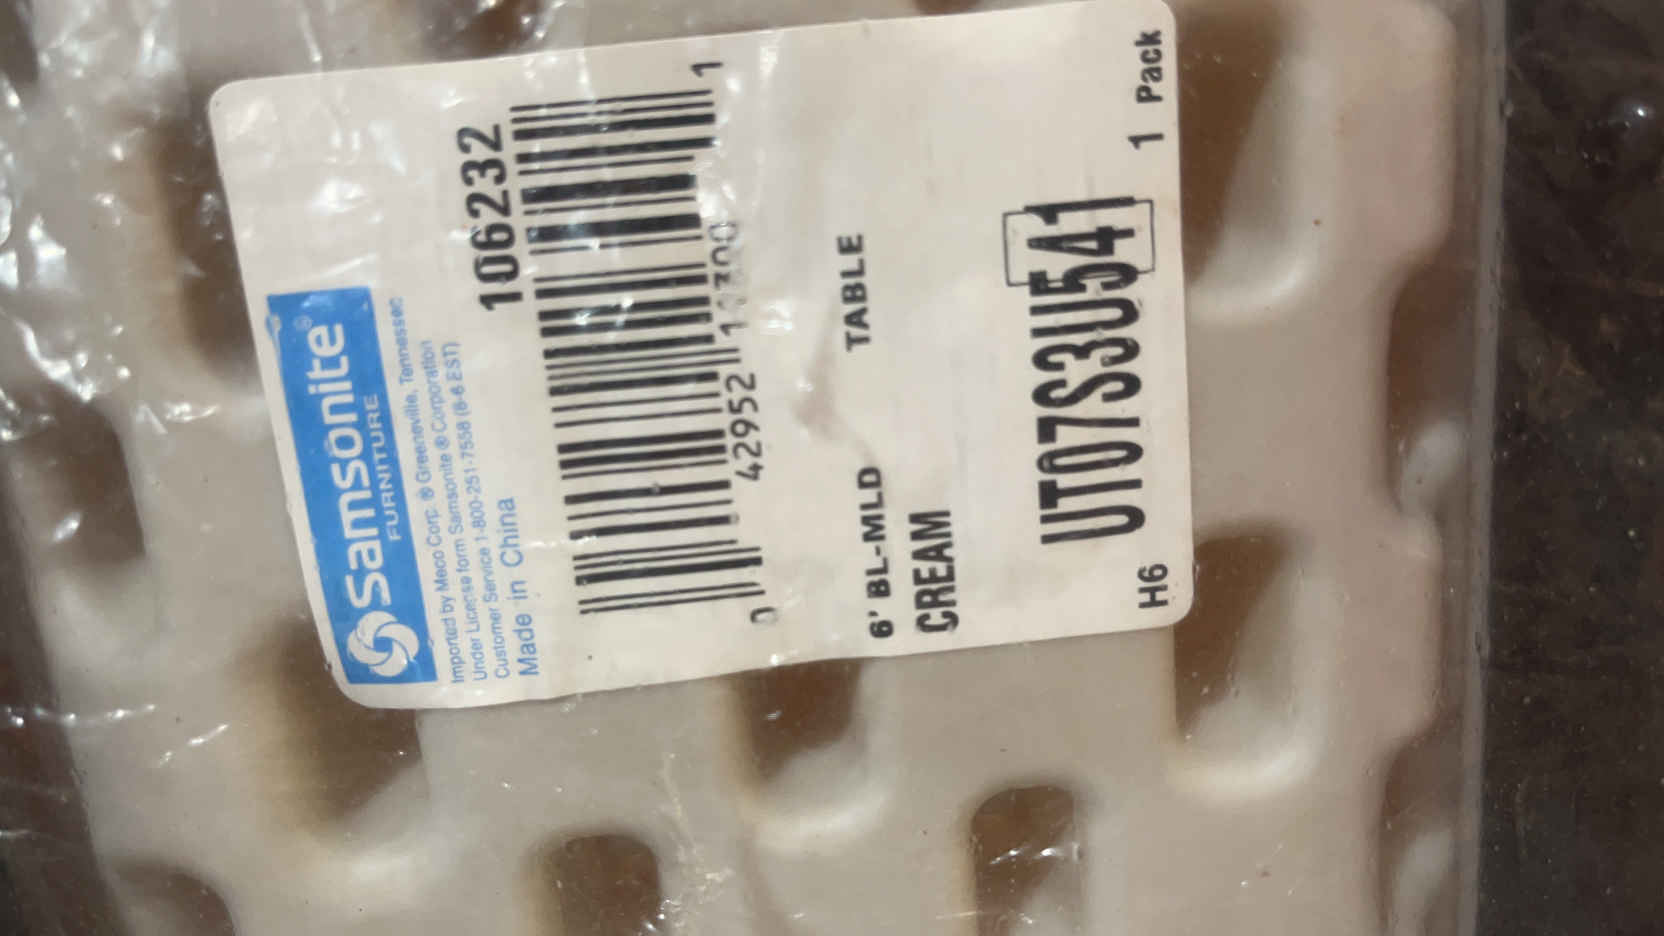 Samsonite®
FURNITURE
Imported by Meco Corp. ® Greeneville, Tennessee
Under License form Samsonite ® Corporation
Customer Service 1-800-251-7558 (8-6 EST)
Made in China
106232
0 42952 1 1
6' BL-MLD TABLE
CREAM
UT07S3U541
H6 1 Pack